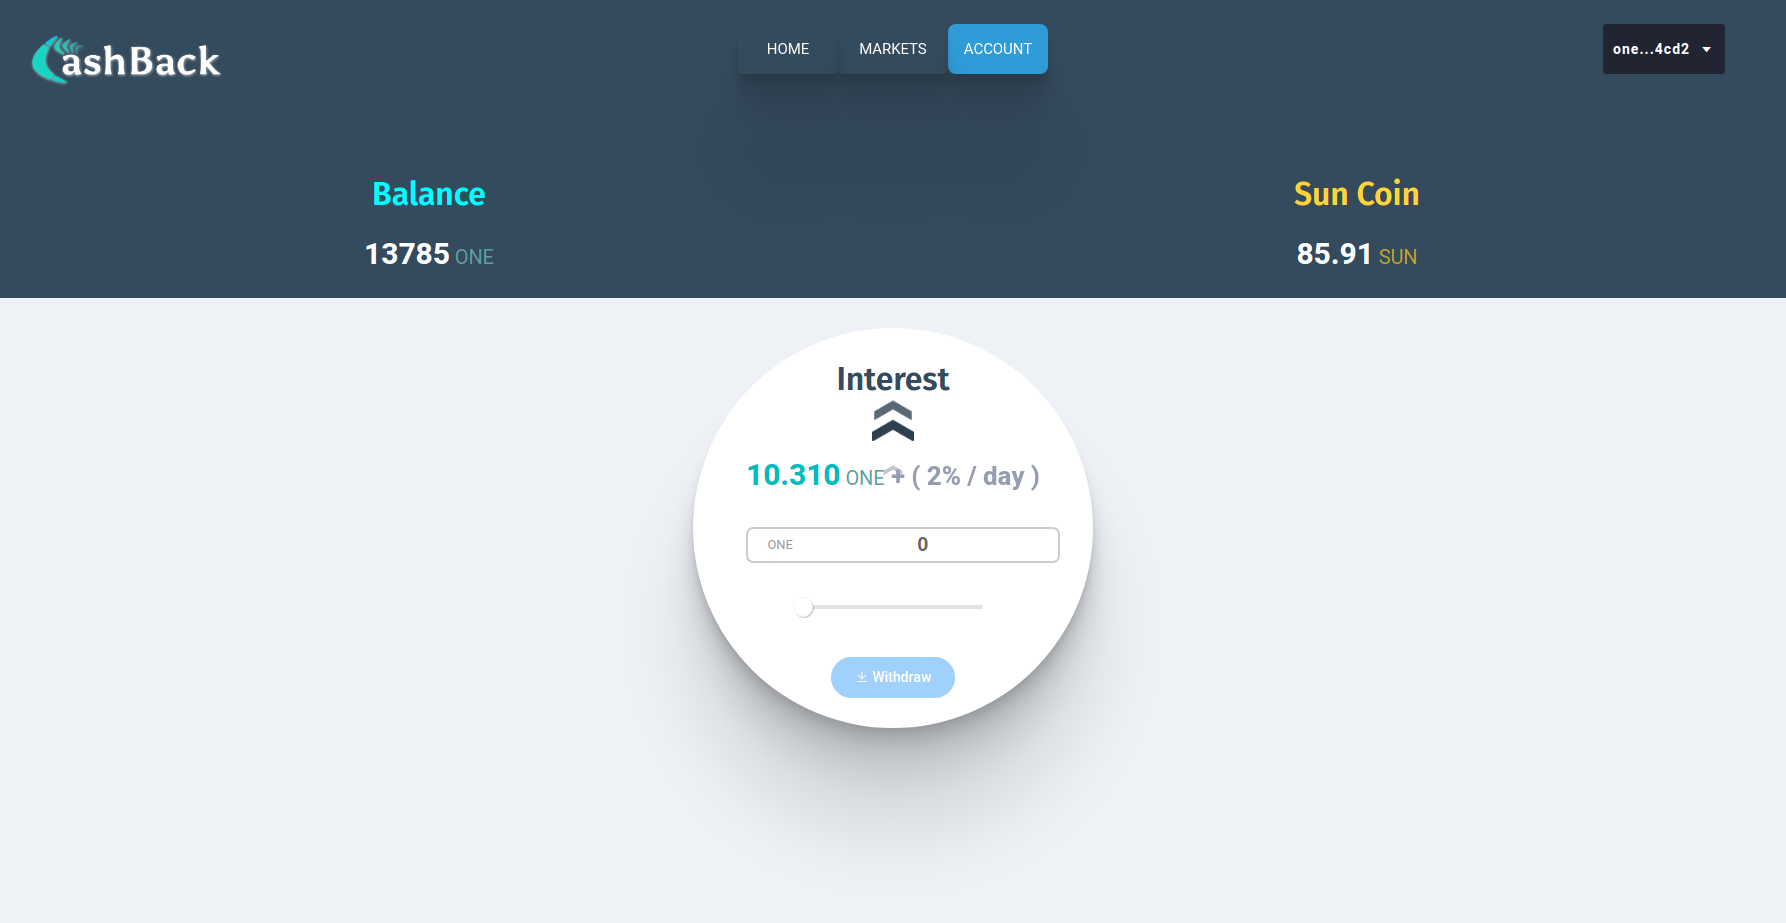 CashBack
HOME MARKETS ACCOUNT
one...4cd2
Balance
13785 ONE
Sun Coin
85.91 SUN
Interest
10.310 ONE + ( 2% / day )
ONE 0
Withdraw